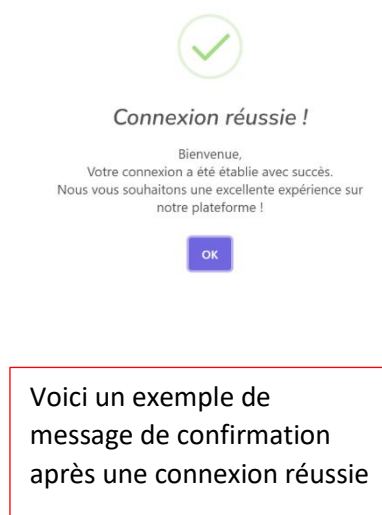 Connexion réussie !
Bienvenue,
Votre connexion a été établie avec succès.
Nous vous souhaitons une excellente expérience sur
notre plateforme !
OK
Voici un exemple de
message de confirmation
après une connexion réussie